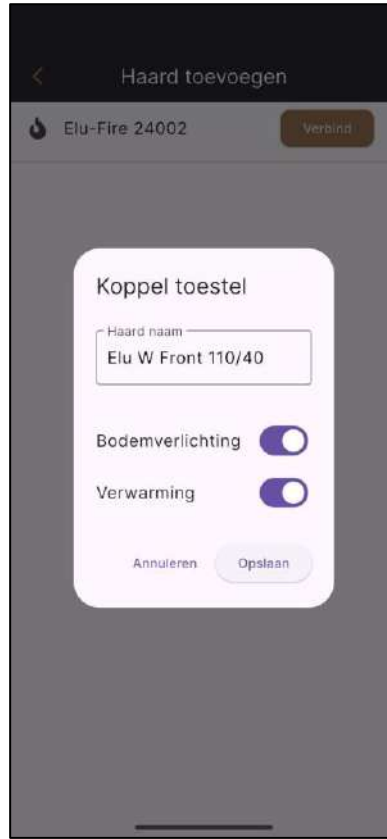 Haard toevoegen
Elu-Fire 24002
Verbind
Koppel toestel
Haard naam
Elu W Front 110/40
Bodemverlichting
Verwarming
Annuleren
Opslaan